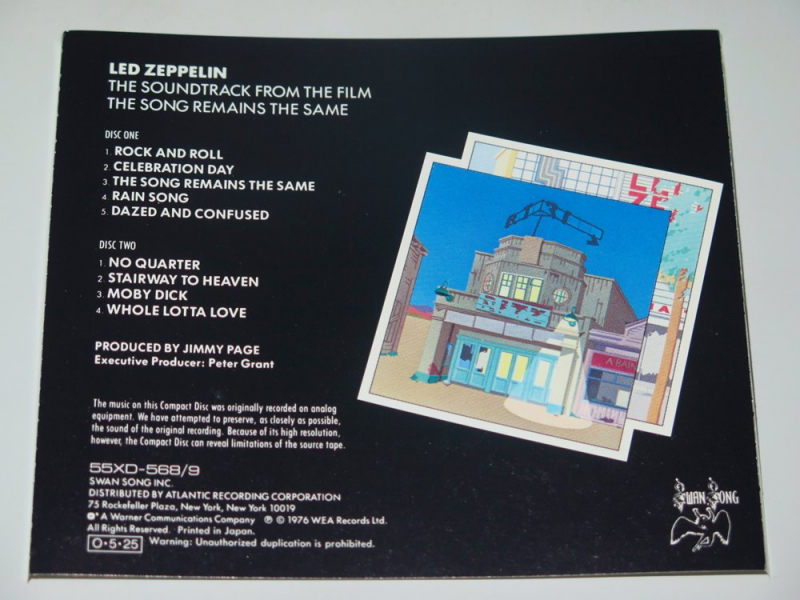 LED ZEPPELIN
THE SOUNDTRACK FROM THE FILM
THE SONG REMAINS THE SAME
DISC ONE
1. ROCK AND ROLL
2. CELEBRATION DAY
3. THE SONG REMAINS THE SAME
4. RAIN SONG
5. DAZED AND CONFUSED
DISC TWO
1. NO QUARTER
2. STAIRWAY TO HEAVEN
3. MOBY DICK
4. WHOLE LOTTA LOVE
PRODUCED BY JIMMY PAGE
Executive Producer: Peter Grant
The music on this Compact Disc was originally recorded on analog
equipment. We have attempted to preserve, as closely as possible,
the sound of the original recording. Because of its high resolution,
however, the Compact Disc can reveal limitations of the source tape.
55XD-568/9
SWAN SONG INC.
DISTRIBUTED BY ATLANTIC RECORDING CORPORATION
75 Rockefeller Plaza, New York, New York 10019
* A Warner Communications Company ℗ © 1976 WEA Records Ltd.
All Rights Reserved. Printed in Japan.
O·5·25 Warning: Unauthorized duplication is prohibited.
RITZ
SWAN SONG